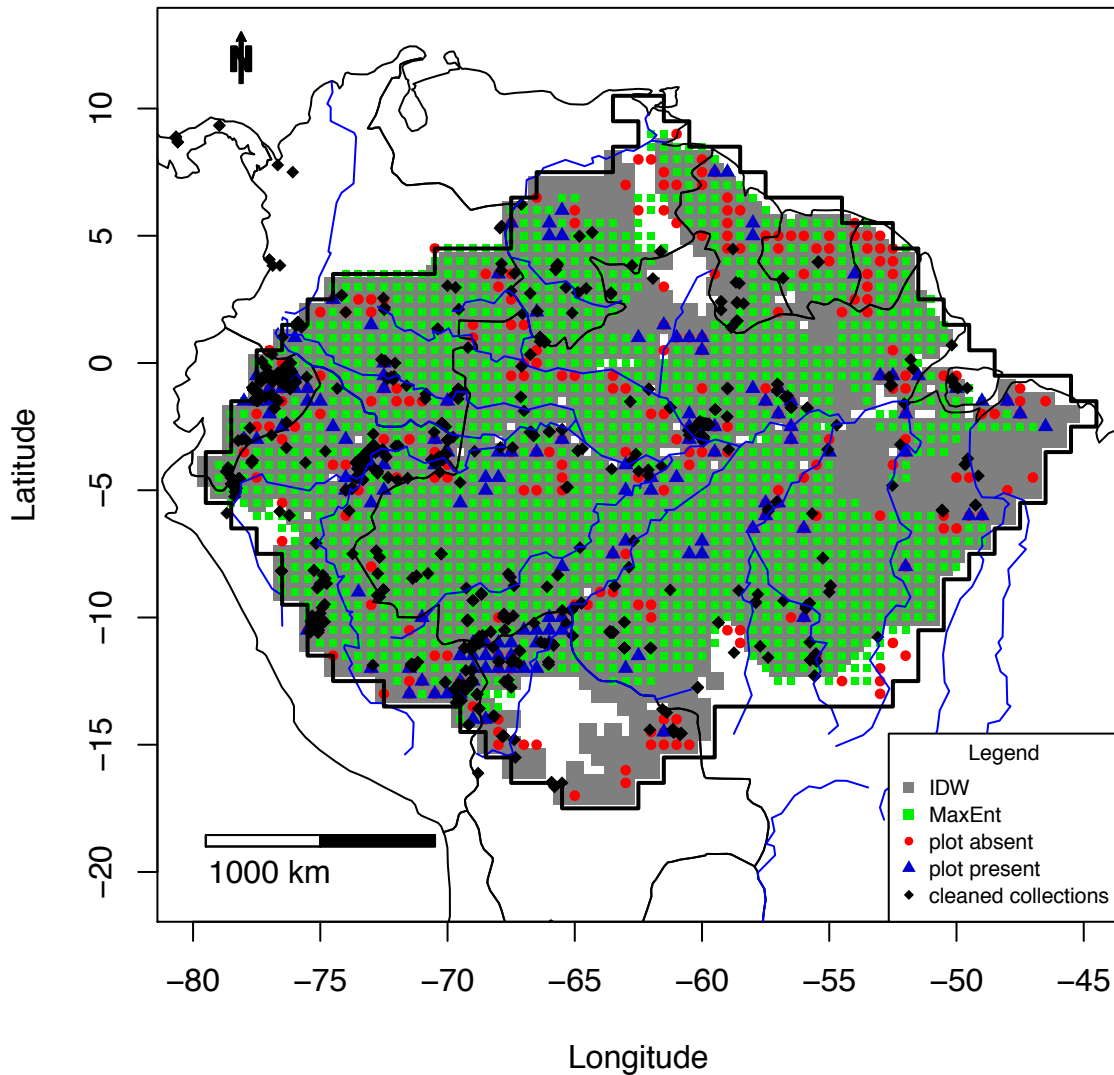 N
10
5
0
−5
−10
−15
−20
Latitude
1000 km
Legend
IDW
MaxEnt
plot absent
plot present
cleaned collections
−80 −75 −70 −65 −60 −55 −50 −45
Longitude